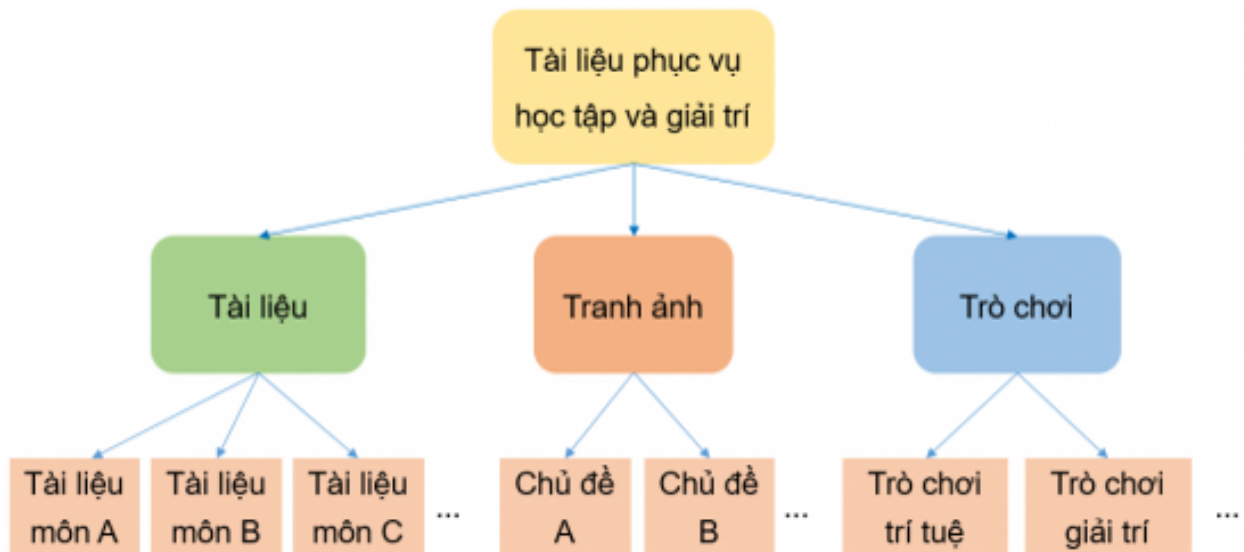 Tài liệu phục vụ
học tập và giải trí
Tài liệu
Tranh ảnh
Trò chơi
Tài liệu
môn A
Tài liệu
môn B
Tài liệu
môn C
...
Chủ đề
A
Chủ đề
B
...
Trò chơi
trí tuệ
Trò chơi
giải trí
...